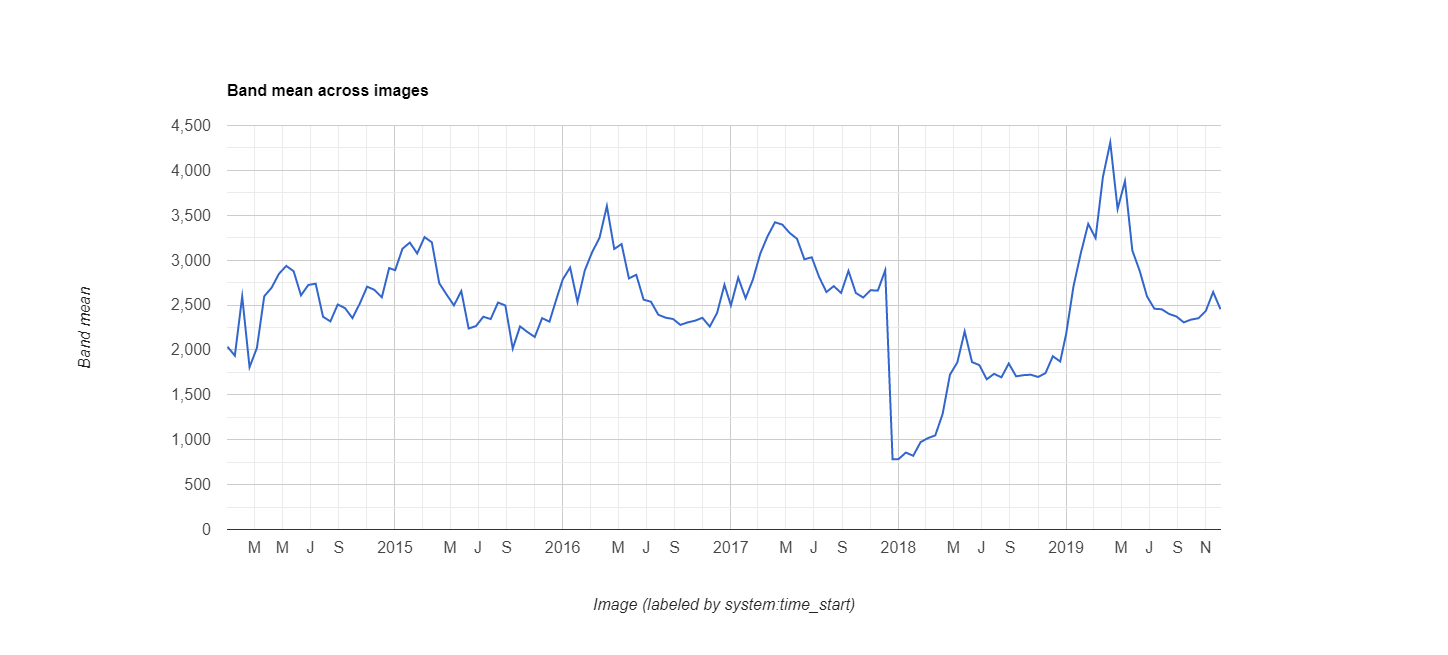 Band mean across images
4,500
4,000
3,500
3,000
2,500
2,000
1,500
1,000
500
0
Band mean
M M J S 2015 M J S 2016 M J S 2017 M J S 2018 M J S 2019 M J S N
Image (labeled by system:time_start)